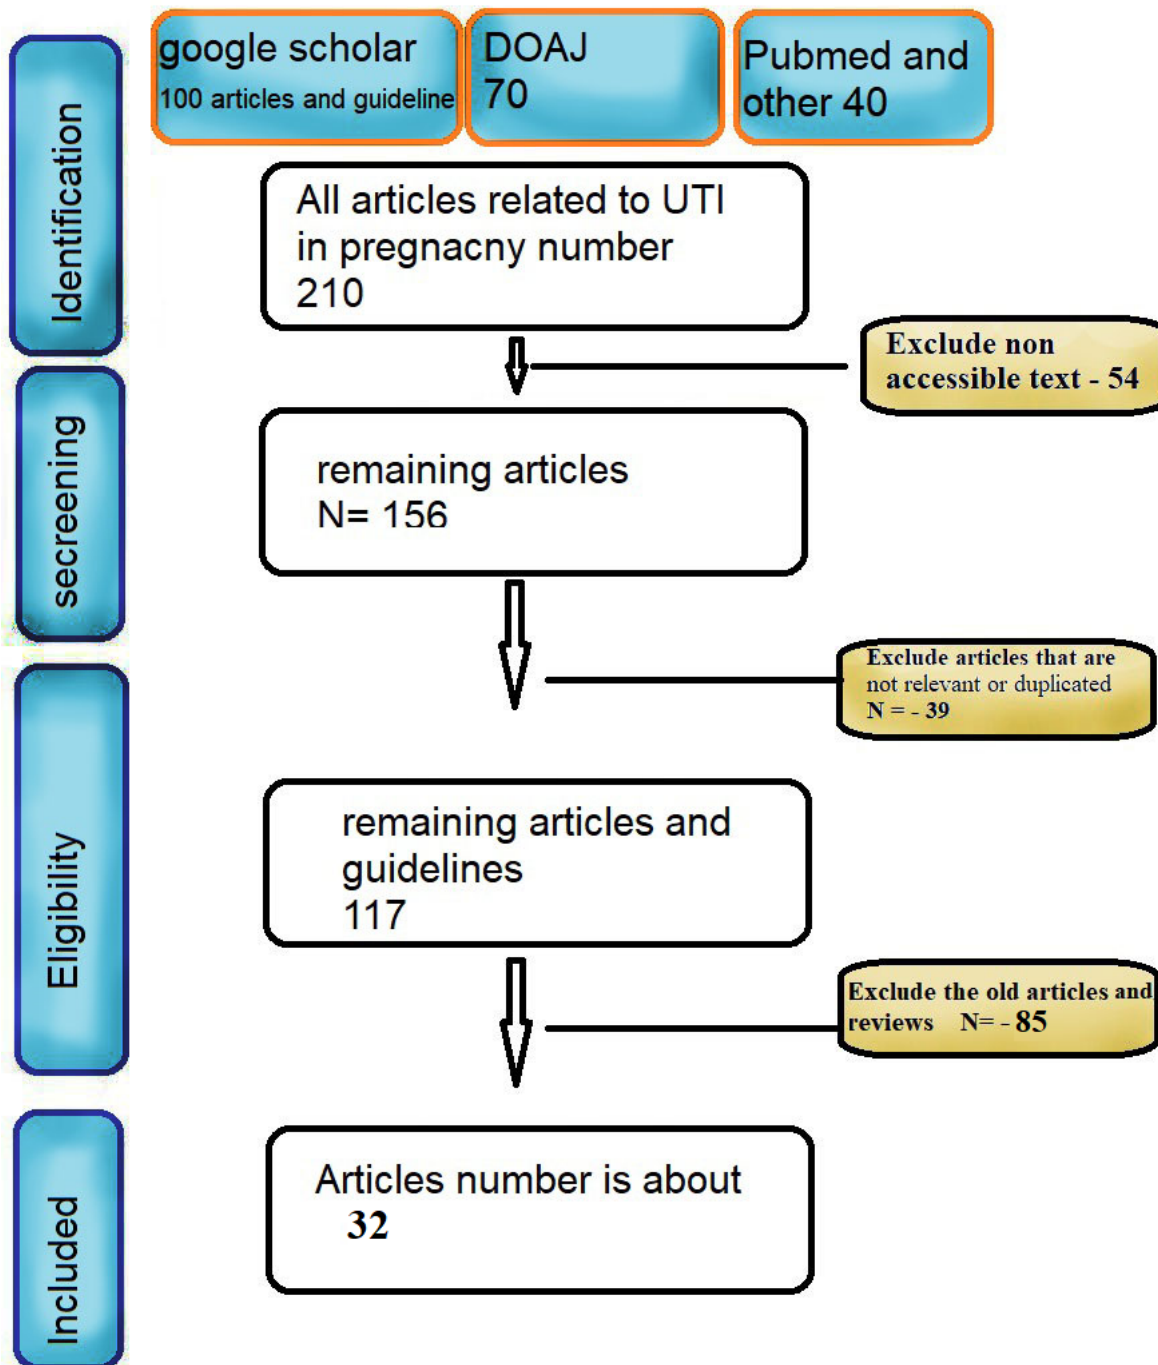 google scholar
100 articles and guideline
DOAJ
70
Pubmed and
other 40
Identification
All articles related to UTI
in pregnacny number
210
Exclude non
accessible text - 54
secreening
remaining articles
N= 156
Exclude articles that are
not relevant or duplicated
N = - 39
Eligibility
remaining articles and
guidelines
117
Exclude the old articles and
reviews N= - 85
Included
Articles number is about
32